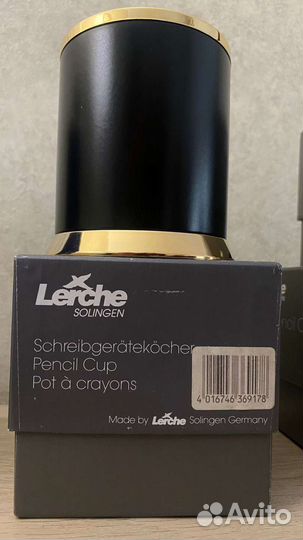 Lerche
SOLINGEN
Schreibgeräteköcher
Pencil Cup
Pot à crayons
4 016746 369178
Made by Lerche Solingen Germany
Avito